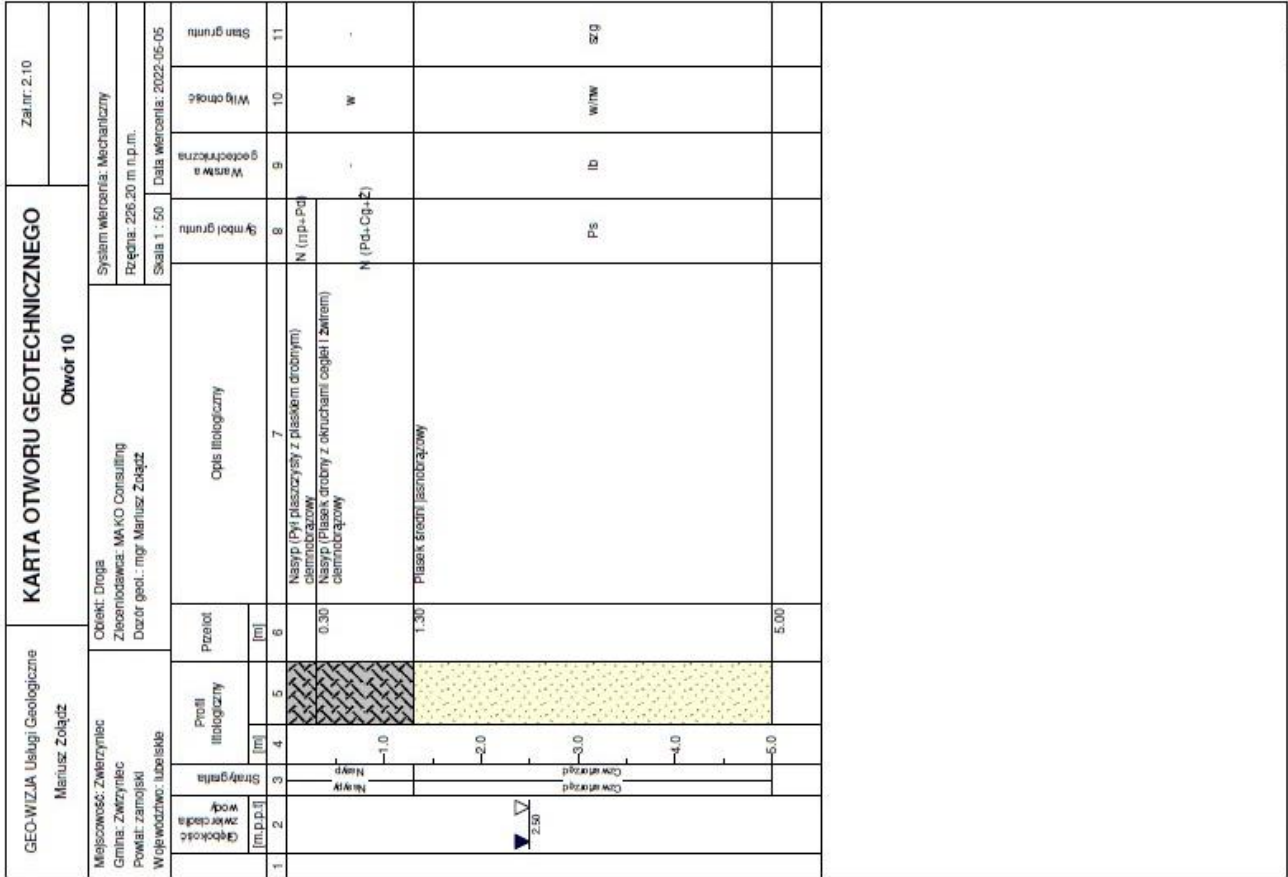 GEO-WIZJA Usługi Geologiczne
Mariusz Żołądź
KARTA OTWORU GEOTECHNICZNEGO
Otwór 10
Zał.nr: 2.10
Miejscowość: Zwierzyniec
Gmina: Zwirzyniec
Powiat: zamojski
Województwo: lubelskie
Obiekt: Droga
Zleceniodawca: MAKO Consulting
Dozór geol.: mgr Mariusz Żołądź
System wiercenia: Mechaniczny
Rzędna: 226.20 m n.p.m.
Skala 1 : 50
Data wiercenia: 2022-05-05
Głębokość zwierciadła wody
[m.p.p.t]
Stratygrafia
[m]
Profil litologiczny
Przelot
[m]
Opis litologiczny
Symbol gruntu
Warstwa geotechniczna
Wilgotność
Stan gruntu
1 2 3 4 5 6 7 8 9 10 11
2.50
Nasypy
Nasyp
Czwartorzęd
Czwartorzęd
-1.0
-2.0
-3.0
-4.0
-5.0
Nasyp (Pył piaszczysty z piaskiem drobnym)
ciemnobrązowy
N (πp+Pd)
0.30
Nasyp (Piasek drobny z okruchami cegieł i żwirem)
ciemnobrązowy
N (Pd+Cg+Ż)
-
w
-
1.30
Piasek średni jasnobrązowy
Ps
Ib
w/nw
szg
5.00